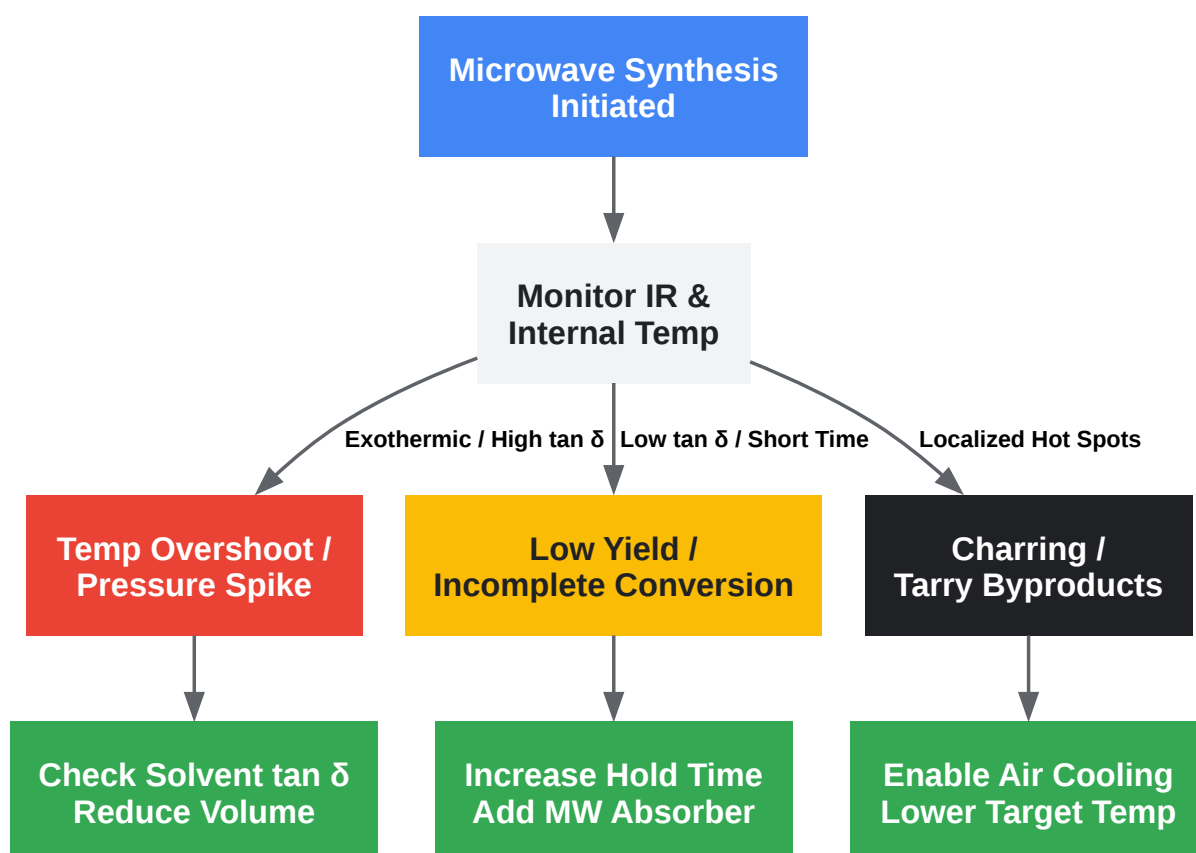 Microwave Synthesis
Initiated
Monitor IR &
Internal Temp
Exothermic / High tan δ
Low tan δ / Short Time
Localized Hot Spots
Temp Overshoot /
Pressure Spike
Low Yield /
Incomplete Conversion
Charring /
Tarry Byproducts
Check Solvent tan δ
Reduce Volume
Increase Hold Time
Add MW Absorber
Enable Air Cooling
Lower Target Temp